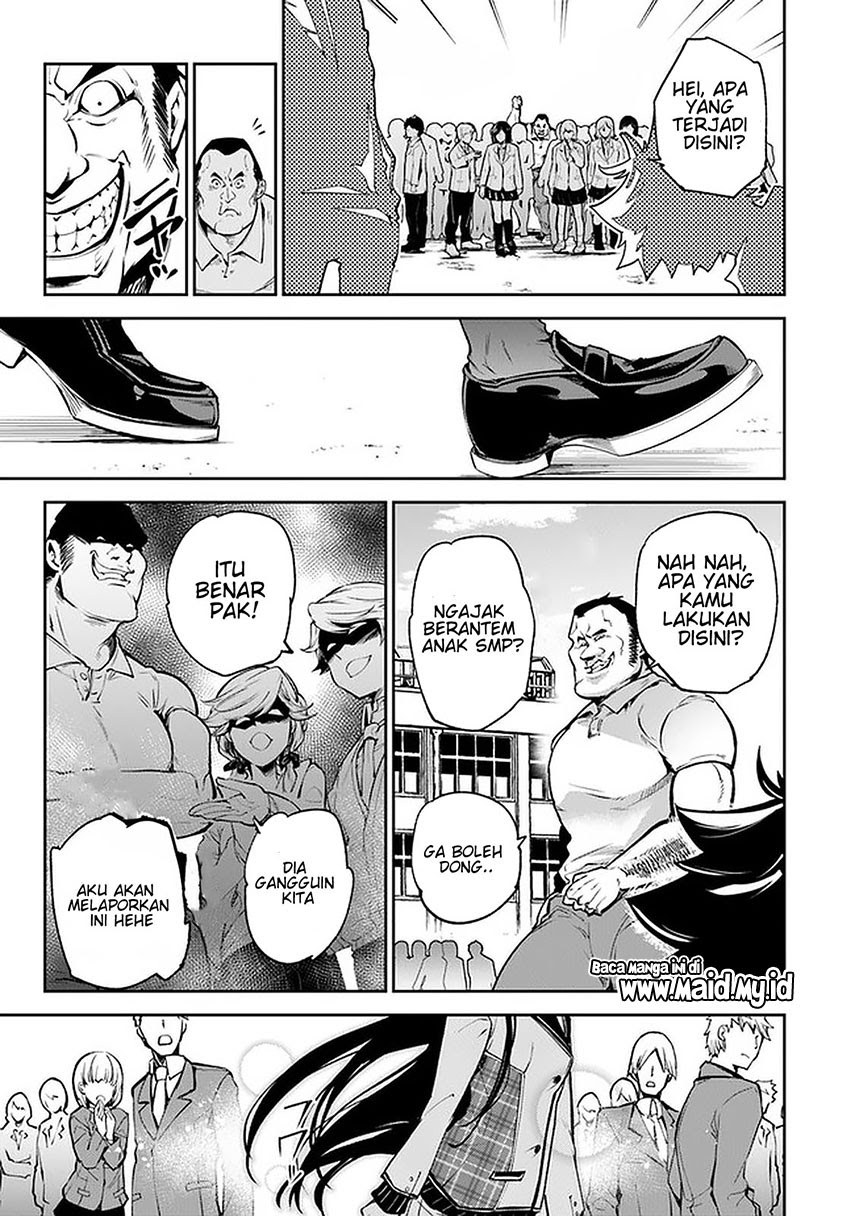 HEI, APA
YANG
TERJADI
DISINI?
ニヤッ
NAH NAH,
APA YANG
KAMU
LAKUKAN
DISINI?
NGAJAK
BERANTEM
ANAK SMP?
GA BOLEH
DONG..
ITU
BENAR
PAK!
DIA
GANGGUIN
KITA
AKU AKAN
MELAPORKAN
INI HEHE
Baca Manga ini di
www.Maid.My.id